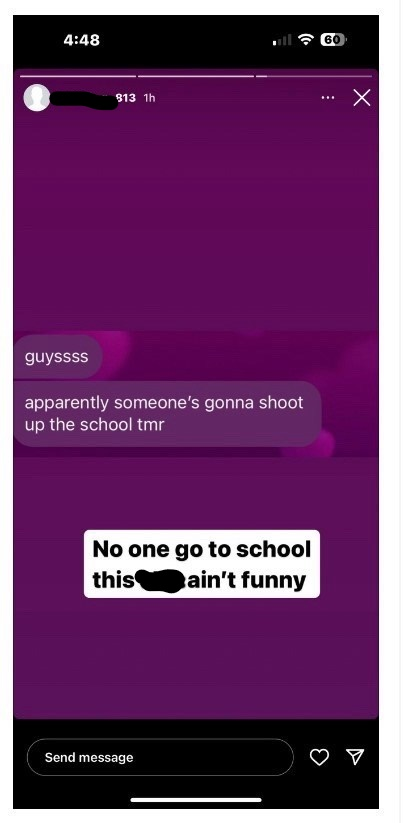 4:48
60
813 1h
guyssss
apparently someone's gonna shoot
up the school tmr
No one go to school
this ain't funny
Send message